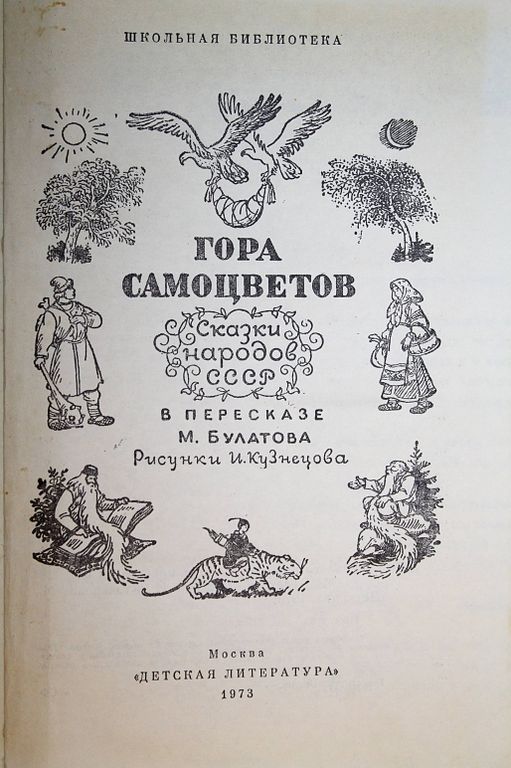 ШКОЛЬНАЯ БИБЛИОТЕКА
ГОРА
САМОЦВЕТОВ
Сказки
народов
СССР
В ПЕРЕСКАЗЕ
М. БУЛАТОВА
Рисунки И. Кузнецова
Москва
«ДЕТСКАЯ ЛИТЕРАТУРА»
1973